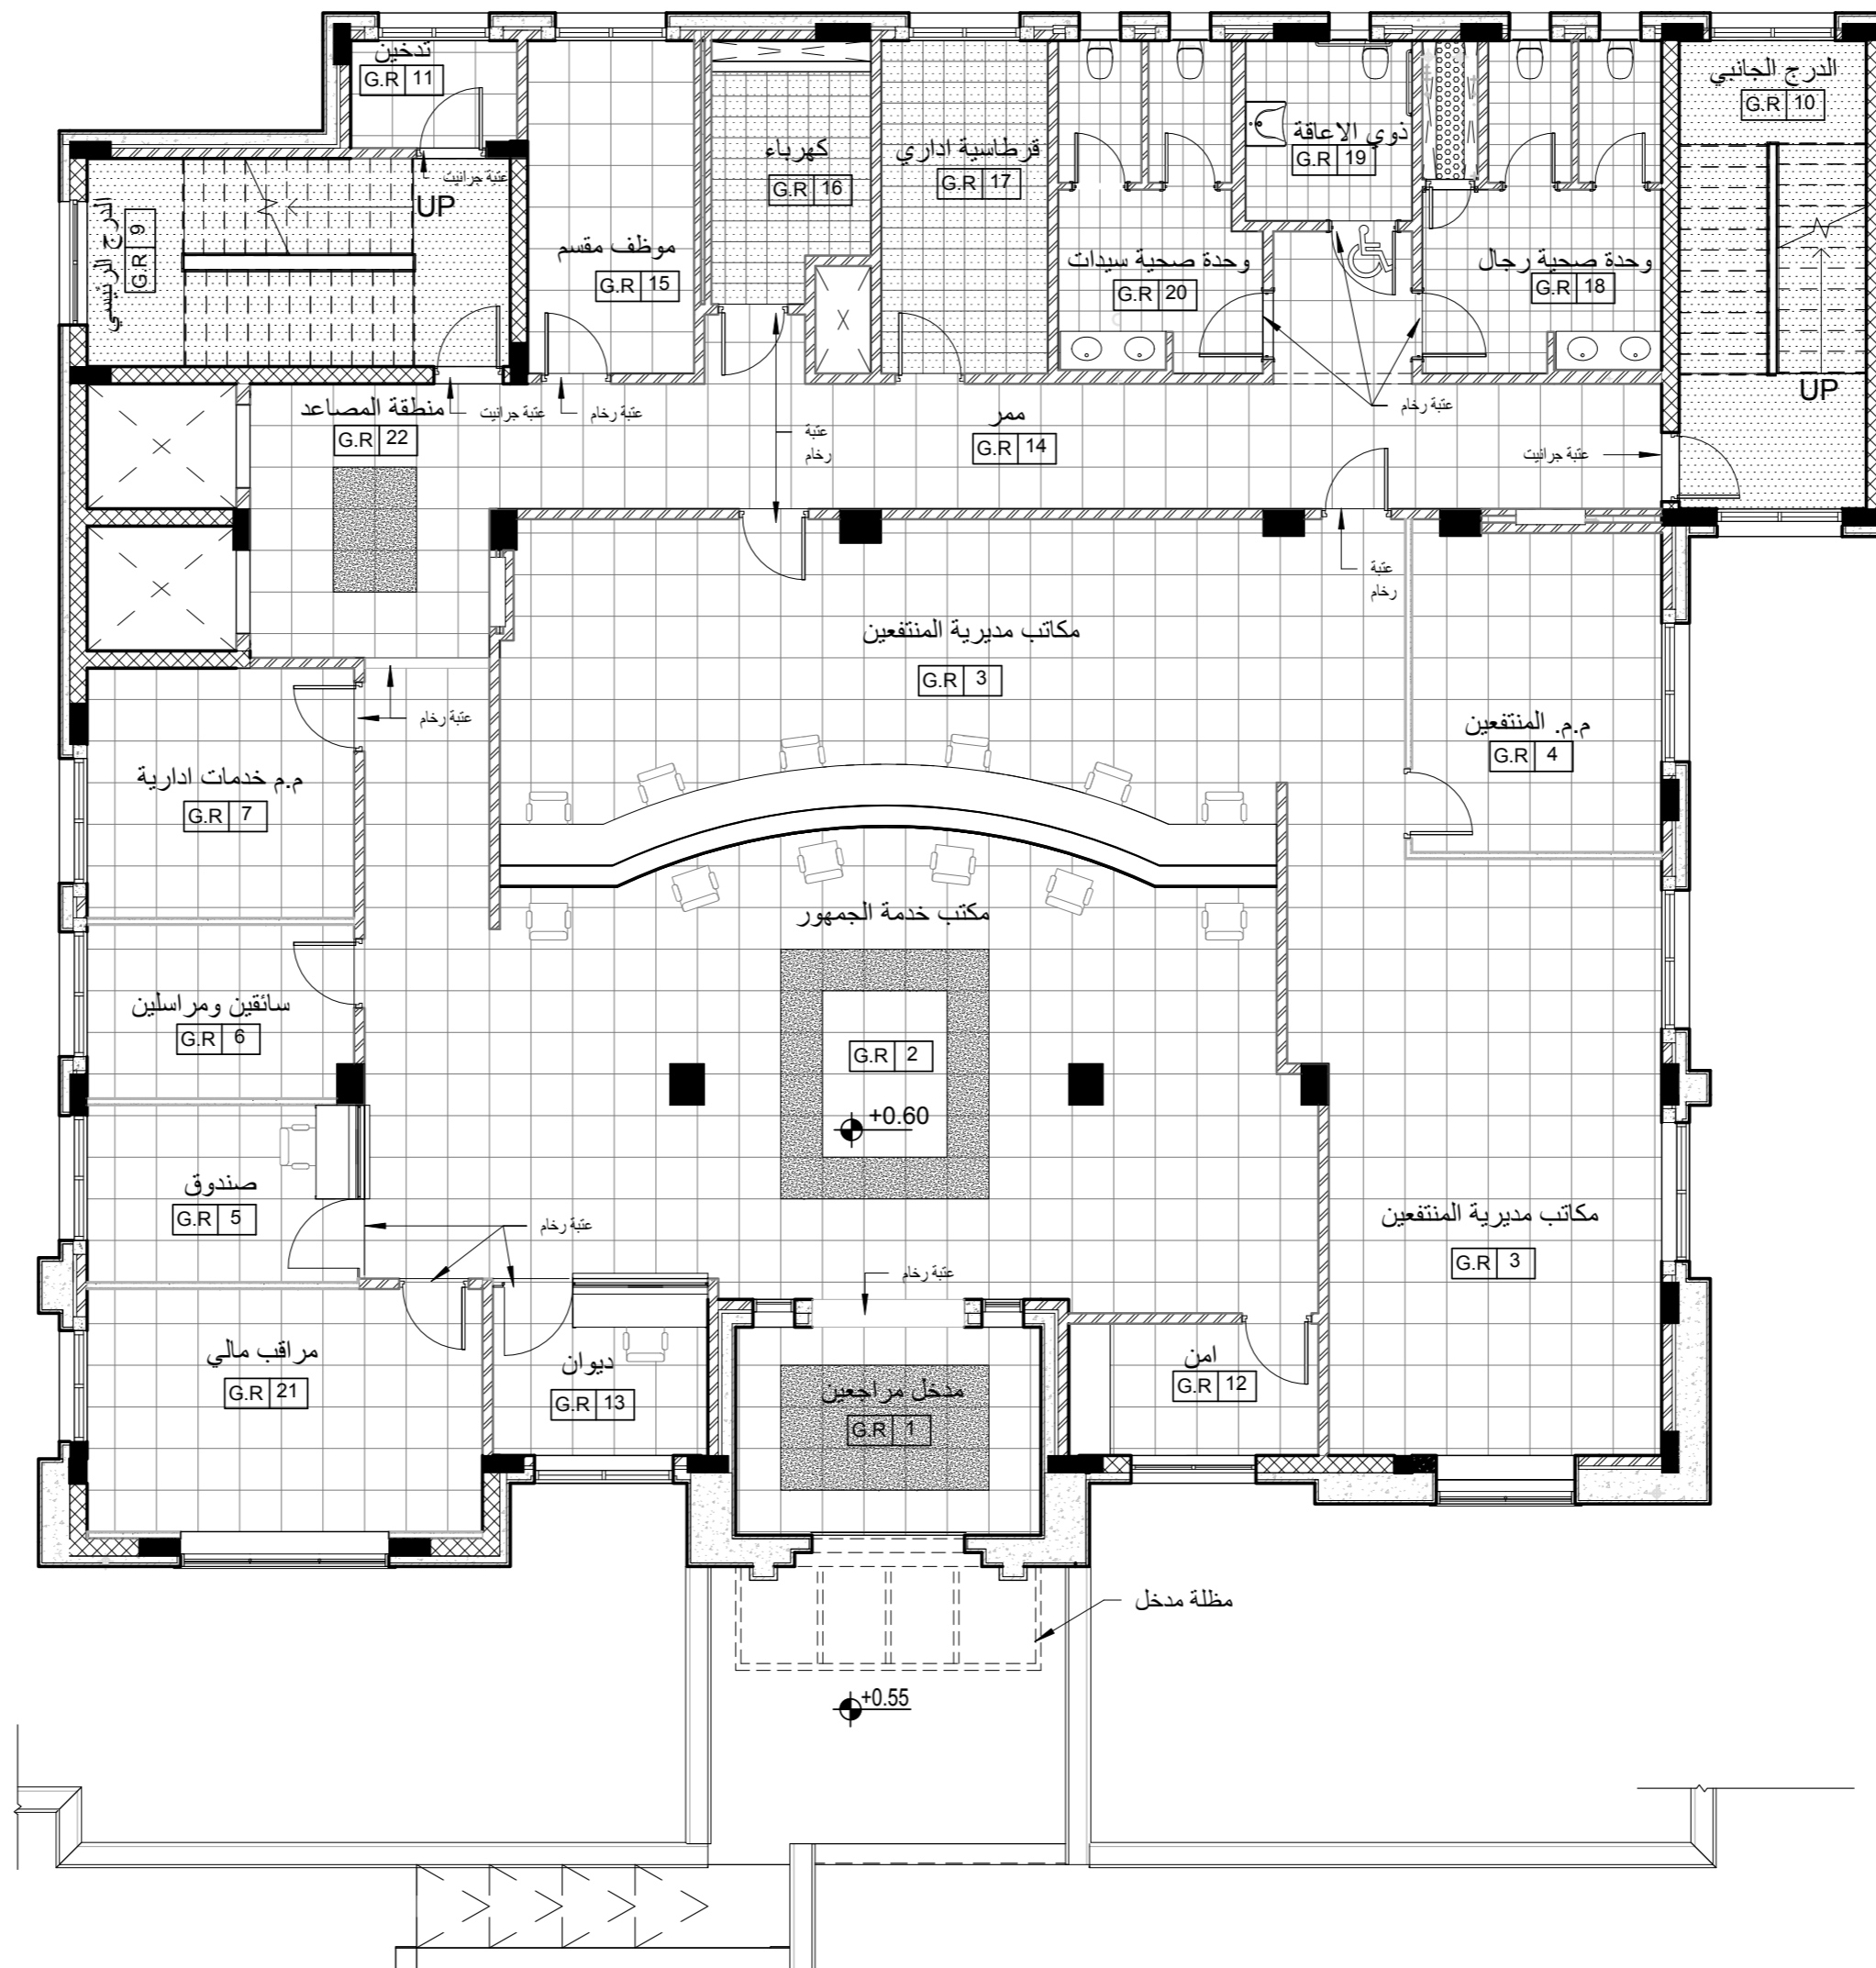 تدخين
G.R 11
الدرج الجانبي
G.R 10
UP
الدرج الرئيسي
G.R 9
UP
عتبة جرانيت
موظف مقسم
G.R 15
كهرباء
G.R 16
قرطاسية اداري
G.R 17
ذوي الاعاقة
G.R 19
وحدة صحية سيدات
G.R 20
وحدة صحية رجال
G.R 18
منطقة المصاعد
G.R 22
عتبة جرانيت
عتبة رخام
عتبة
رخام
ممر
G.R 14
عتبة رخام
عتبة جرانيت
عتبة
رخام
مكاتب مديرية المنتفعين
G.R 3
م.م. المنتفعين
G.R 4
عتبة رخام
م.م خدمات ادارية
G.R 7
مكتب خدمة الجمهور
G.R 2
+0.60
سائقين ومراسلين
G.R 6
صندوق
G.R 5
عتبة رخام
مكاتب مديرية المنتفعين
G.R 3
عتبة رخام
مراقب مالي
G.R 21
ديوان
G.R 13
مدخل مراجعين
G.R 1
امن
G.R 12
مظلة مدخل
+0.55